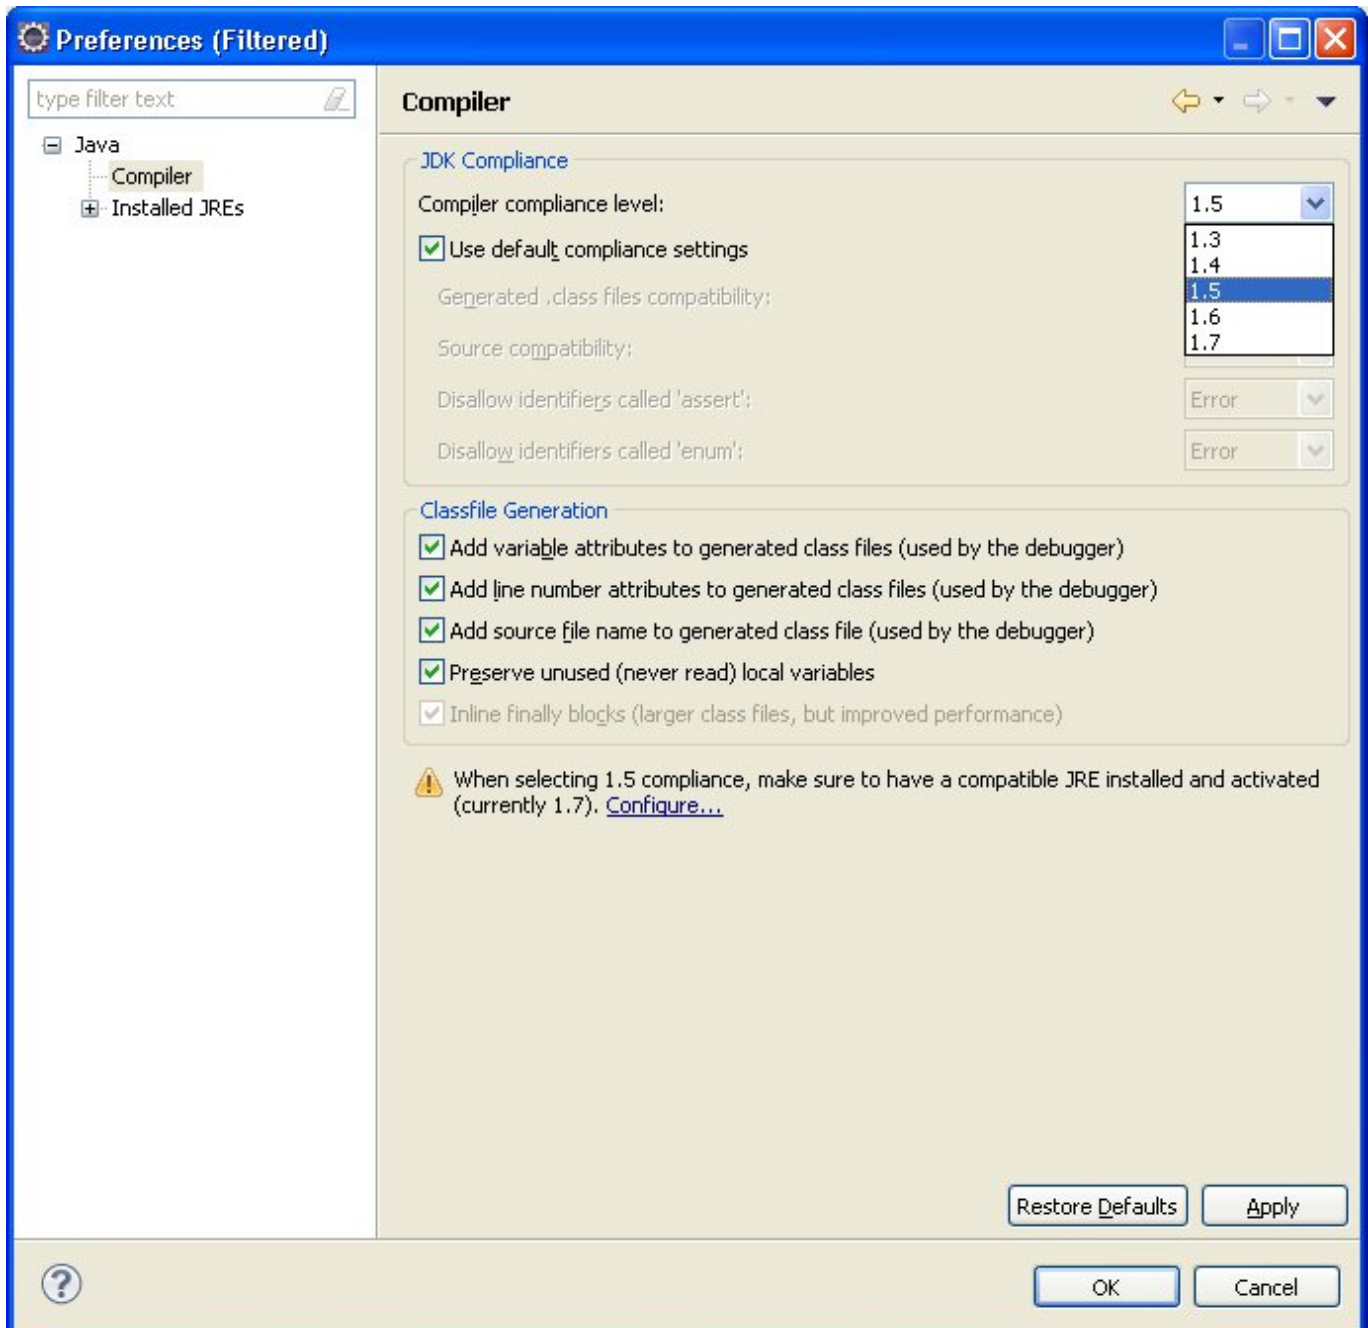 Preferences (Filtered)
type filter text
Java
Compiler
Installed JREs
Compiler
JDK Compliance
Compiler compliance level:
1.5
1.3
1.4
1.5
1.6
1.7
Use default compliance settings
Generated .class files compatibility:
Source compatibility:
Disallow identifiers called 'assert':
Error
Disallow identifiers called 'enum':
Error
Classfile Generation
Add variable attributes to generated class files (used by the debugger)
Add line number attributes to generated class files (used by the debugger)
Add source file name to generated class file (used by the debugger)
Preserve unused (never read) local variables
Inline finally blocks (larger class files, but improved performance)
When selecting 1.5 compliance, make sure to have a compatible JRE installed and activated
(currently 1.7). Configure...
Restore Defaults
Apply
?
OK
Cancel